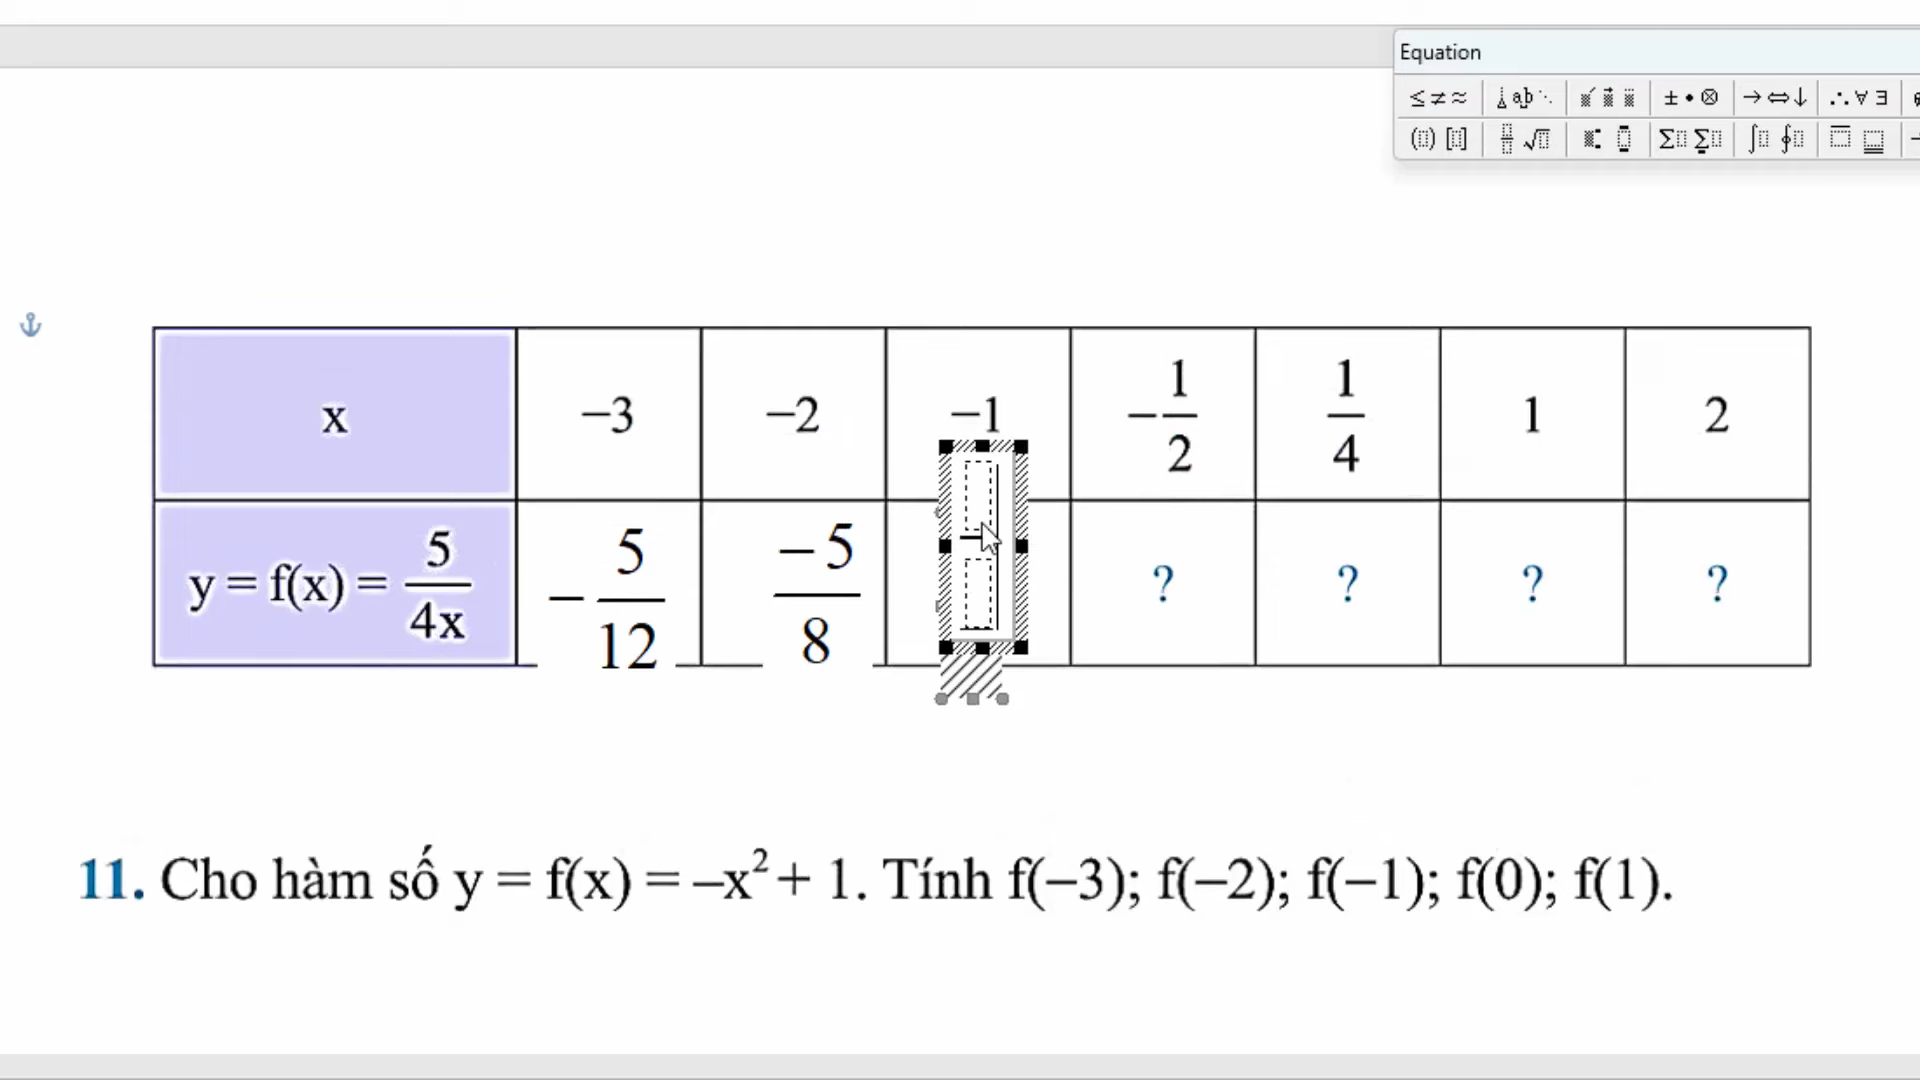 Equation
x −3 −2 −1 −1/2 1/4 1 2
y = f(x) = 5/4x −5/12 −5/8 ? ? ? ?
11. Cho hàm số y = f(x) = –x² + 1. Tính f(−3); f(−2); f(−1); f(0); f(1).